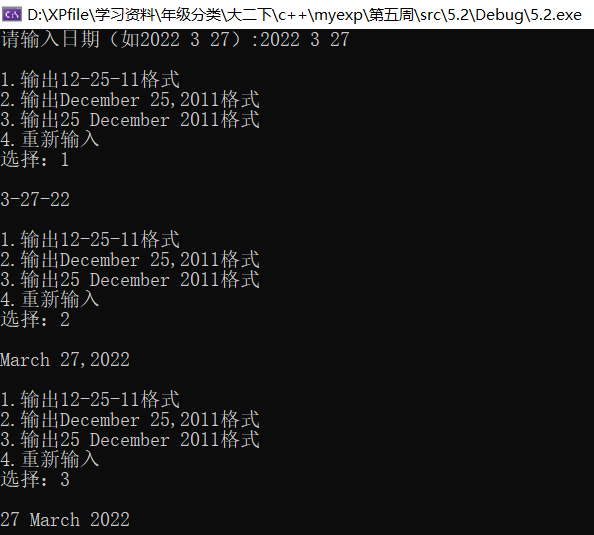 D:\XPfile\学习资料\年级分类\大二下\c++\myexp\第五周\src\5.2\Debug\5.2.exe
请输入日期（如2022 3 27）:2022 3 27
1.输出12-25-11格式
2.输出December 25,2011格式
3.输出25 December 2011格式
4.重新输入
选择：1
3-27-22
1.输出12-25-11格式
2.输出December 25,2011格式
3.输出25 December 2011格式
4.重新输入
选择：2
March 27,2022
1.输出12-25-11格式
2.输出December 25,2011格式
3.输出25 December 2011格式
4.重新输入
选择：3
27 March 2022